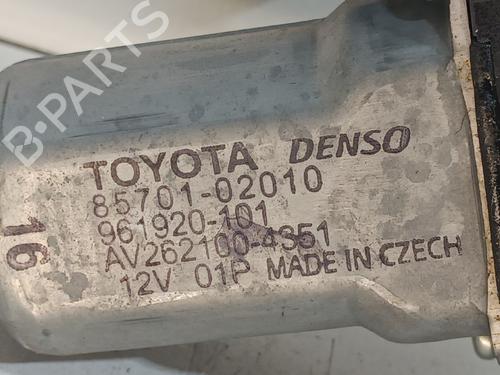 B-PARTS
TOYOTA DENSO
85701-02010
961920-101
AV262100-4351
12V 01P MADE IN CZECH
16